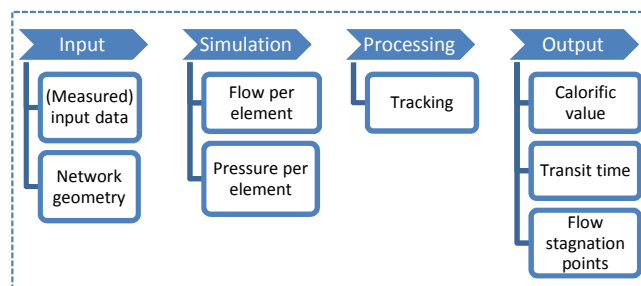 Input
(Measured)
input data
Network
geometry
Simulation
Flow per
element
Pressure per
element
Processing
Tracking
Output
Calorific
value
Transit time
Flow
stagnation
points